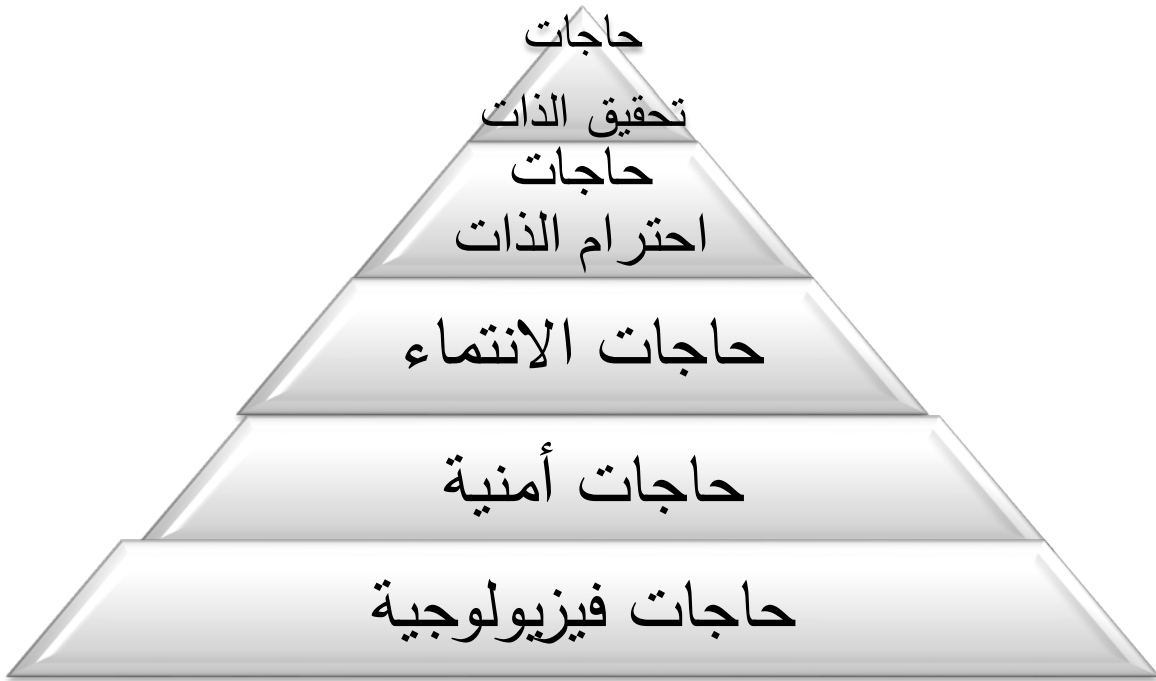 حاجات
تحقيق الذات
حاجات
احترام الذات
حاجات الانتماء
حاجات أمنية
حاجات فيزيولوجية